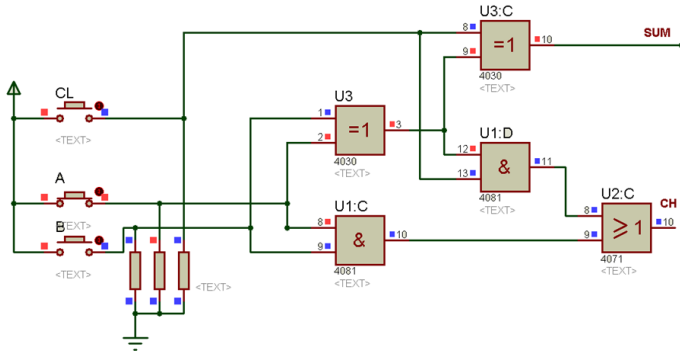 U3:C
8
=1
10
SUM
9
4030
<TEXT>
CL
<TEXT>
U3
1
=1
3
2
4030
<TEXT>
U1:D
12
&
11
13
4081
<TEXT>
A
<TEXT>
B
<TEXT>
U1:C
8
&
10
9
4081
<TEXT>
U2:C
8
≥1
10
CH
9
4071
<TEXT>
<TEXT>